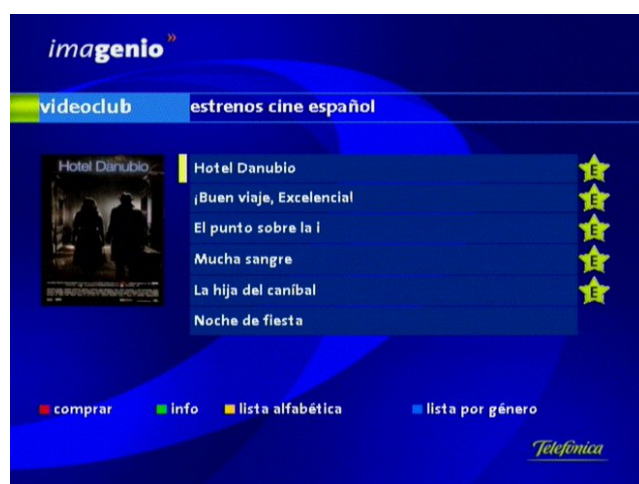 imagenio»
videoclub estrenos cine español
Hotel Danubio
Hotel Danubio E
¡Buen viaje, Excelencia! E
El punto sobre la i E
Mucha sangre E
La hija del caníbal E
Noche de fiesta
comprar info lista alfabética lista por género
Telefónica